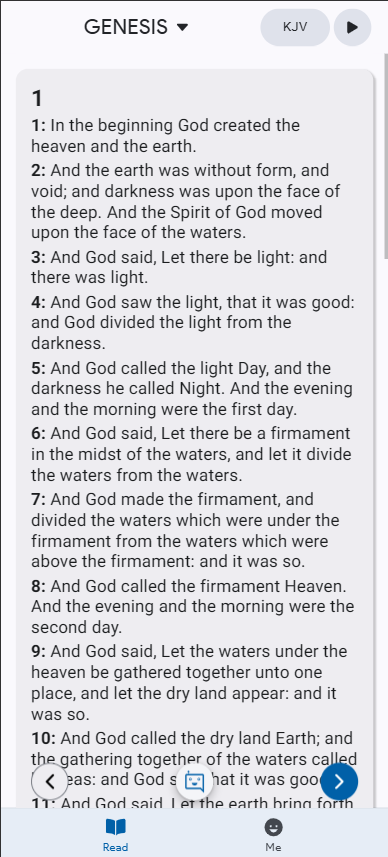 GENESIS
KJV
1
1: In the beginning God created the
heaven and the earth.
2: And the earth was without form, and
void; and darkness was upon the face of
the deep. And the Spirit of God moved
upon the face of the waters.
3: And God said, Let there be light: and
there was light.
4: And God saw the light, that it was good:
and God divided the light from the
darkness.
5: And God called the light Day, and the
darkness he called Night. And the evening
and the morning were the first day.
6: And God said, Let there be a firmament
in the midst of the waters, and let it divide
the waters from the waters.
7: And God made the firmament, and
divided the waters which were under the
firmament from the waters which were
above the firmament: and it was so.
8: And God called the firmament Heaven.
And the evening and the morning were the
second day.
9: And God said, Let the waters under the
heaven be gathered together unto one
place, and let the dry land appear: and it
was so.
10: And God called the dry land Earth; and
the gathering together of the waters called
eas: and God s hat it was goo
11: And God said, Let the earth bring forth
Read
Me